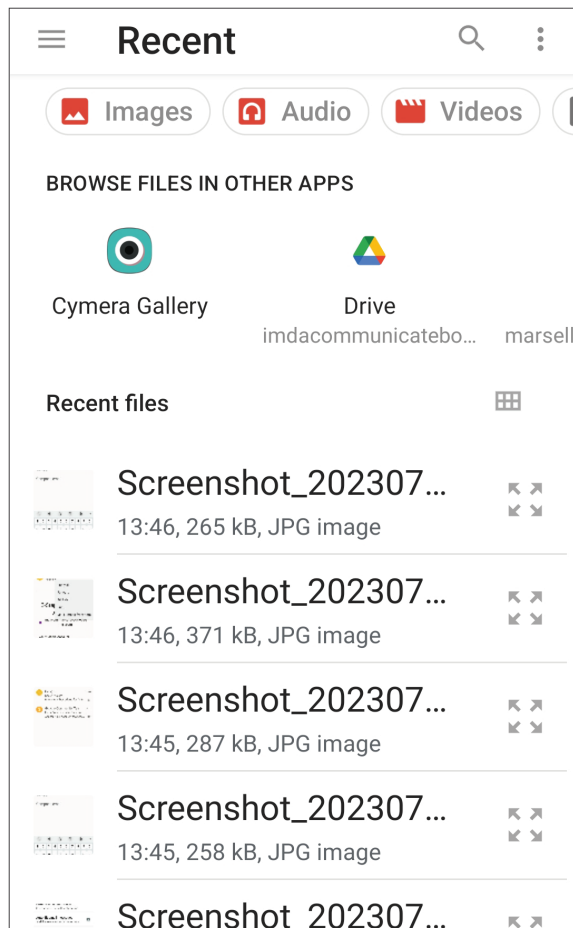 Recent
Images Audio Videos
BROWSE FILES IN OTHER APPS
Cymera Gallery Drive
imdacommunicatebo... marsell
Recent files
Screenshot_202307...
13:46, 265 kB, JPG image
Screenshot_202307...
13:46, 371 kB, JPG image
Screenshot_202307...
13:45, 287 kB, JPG image
Screenshot_202307...
13:45, 258 kB, JPG image
Screenshot_202307...